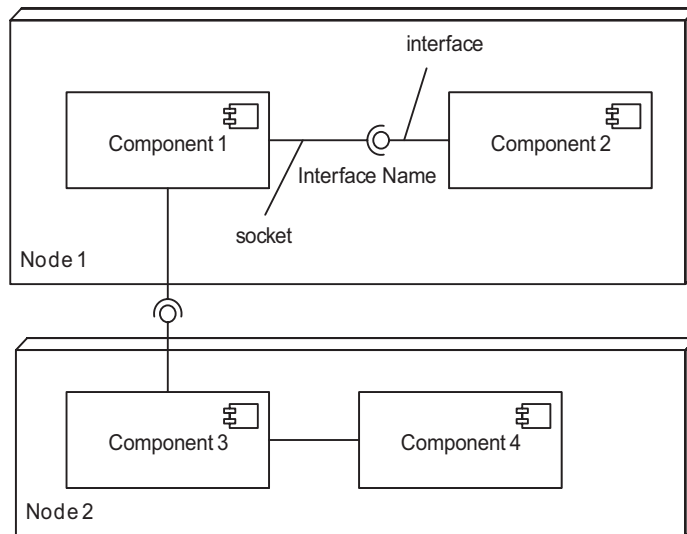 interface
Component 1
Component 2
Interface Name
socket
Node 1
Component 3
Component 4
Node 2